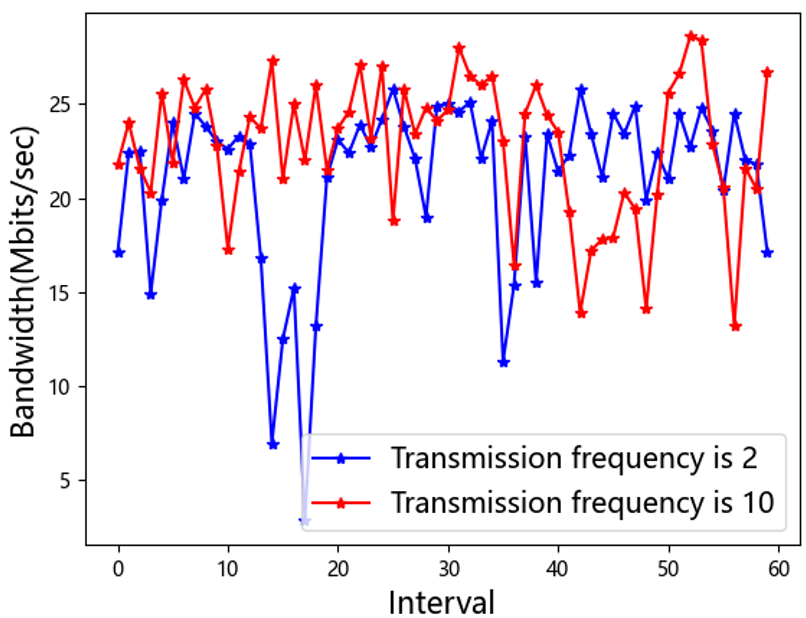 Bandwidth(Mbits/sec)
25
20
15
10
5
0 10 20 30 40 50 60
Interval
Transmission frequency is 2
Transmission frequency is 10